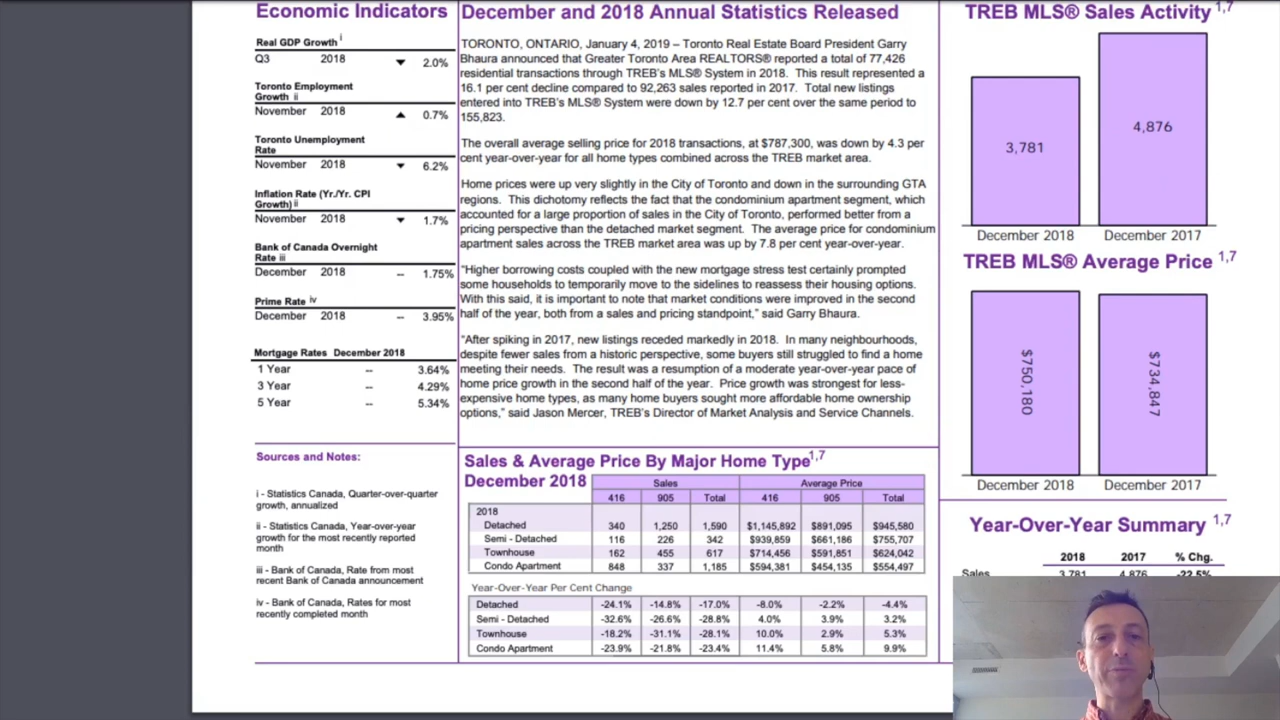 Economic Indicators
Real GDP Growth i
Q3 2018 ▼ 2.0%
Toronto Employment
Growth ii
November 2018 ▲ 0.7%
Toronto Unemployment
Rate
November 2018 ▼ 6.2%
Inflation Rate (Yr./Yr. CPI
Growth) ii
November 2018 ▼ 1.7%
Bank of Canada Overnight
Rate iii
December 2018 -- 1.75%
Prime Rate iv
December 2018 -- 3.95%
Mortgage Rates December 2018
1 Year -- 3.64%
3 Year -- 4.29%
5 Year -- 5.34%
Sources and Notes:
i - Statistics Canada, Quarter-over-quarter
growth, annualized
ii - Statistics Canada, Year-over-year
growth for the most recently reported
month
iii - Bank of Canada, Rate from most
recent Bank of Canada announcement
iv - Bank of Canada, Rates for most
recently completed month
December and 2018 Annual Statistics Released
TORONTO, ONTARIO, January 4, 2019 – Toronto Real Estate Board President Garry
Bhaura announced that Greater Toronto Area REALTORS® reported a total of 77,426
residential transactions through TREB's MLS® System in 2018. This result represented a
16.1 per cent decline compared to 92,263 sales reported in 2017. Total new listings
entered into TREB's MLS® System were down by 12.7 per cent over the same period to
155,823.
The overall average selling price for 2018 transactions, at $787,300, was down by 4.3 per
cent year-over-year for all home types combined across the TREB market area.
Home prices were up very slightly in the City of Toronto and down in the surrounding GTA
regions. This dichotomy reflects the fact that the condominium apartment segment, which
accounted for a large proportion of sales in the City of Toronto, performed better from a
pricing perspective than the detached market segment. The average price for condominium
apartment sales across the TREB market area was up by 7.8 per cent year-over-year.
"Higher borrowing costs coupled with the new mortgage stress test certainly prompted
some households to temporarily move to the sidelines to reassess their housing options.
With this said, it is important to note that market conditions were improved in the second
half of the year, both from a sales and pricing standpoint," said Garry Bhaura.
"After spiking in 2017, new listings receded markedly in 2018. In many neighbourhoods,
despite fewer sales from a historic perspective, some buyers still struggled to find a home
meeting their needs. The result was a resumption of a moderate year-over-year pace of
home price growth in the second half of the year. Price growth was strongest for less-
expensive home types, as many home buyers sought more affordable home ownership
options," said Jason Mercer, TREB's Director of Market Analysis and Service Channels.
Sales & Average Price By Major Home Type 1,7
December 2018
Sales Average Price
416 905 Total 416 905 Total
2018
Detached 340 1,250 1,590 $1,145,892 $891,095 $945,580
Semi - Detached 116 226 342 $939,859 $661,186 $755,707
Townhouse 162 455 617 $714,456 $591,851 $624,042
Condo Apartment 848 337 1,185 $594,381 $454,135 $554,497
Year-Over-Year Per Cent Change
Detached -24.1% -14.8% -17.0% -8.0% -2.2% -4.4%
Semi - Detached -32.6% -26.6% -28.8% 4.0% 3.9% 3.2%
Townhouse -18.2% -31.1% -28.1% 10.0% 2.9% 5.3%
Condo Apartment -23.9% -21.8% -23.4% 11.4% 5.8% 9.9%
TREB MLS® Sales Activity 1,7
3,781
4,876
December 2018 December 2017
TREB MLS® Average Price 1,7
$750,180
$734,847
December 2018 December 2017
Year-Over-Year Summary 1,7
2018 2017 % Chg.
Sales 3,781 4,876 -22.5%